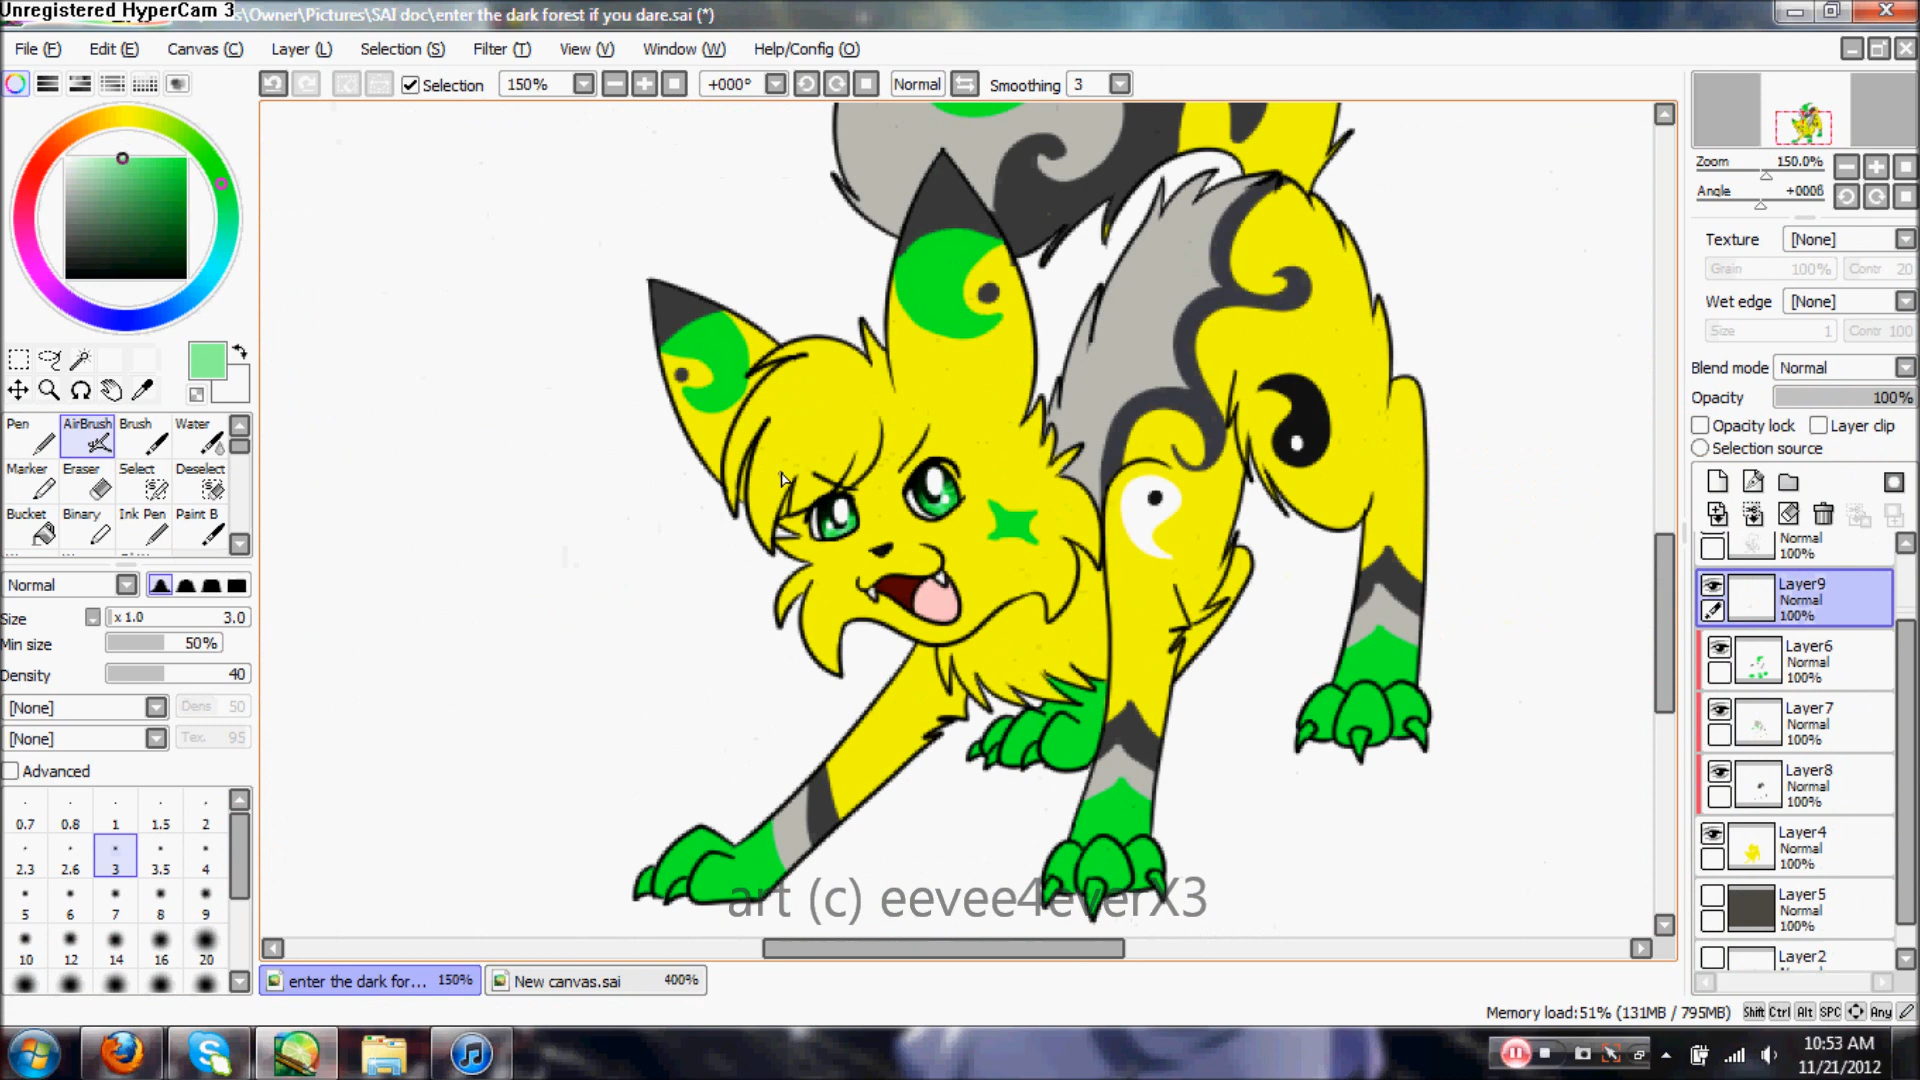 Unregistered HyperCam 3
s\Owner\Pictures\SAI doc\enter the dark forest if you dare.sai (*)
File (F) Edit (E) Canvas (C) Layer (L) Selection (S) Filter (T) View (V) Window (W) Help/Config (O)
Selection 150% +000° Normal Smoothing 3
Zoom 150.0%
Angle +000ß
Texture [None]
Grain 100% Contr 20
Wet edge [None]
Size 1 Contr 100
Blend mode Normal
Opacity 100%
Opacity lock Layer clip
Selection source
Pen AirBrush Brush Water
Marker Eraser Select Deselect
Bucket Binary Ink Pen Paint B
Normal
Size x 1.0 3.0
Min size 50%
Density 40
[None] Dens 50
[None] Tex. 95
Advanced
0.7 0.8 1 1.5 2
2.3 2.6 3 3.5 4
5 6 7 8 9
10 12 14 16 20
Normal
100%
Layer9
Normal
100%
Layer6
Normal
100%
Layer7
Normal
100%
Layer8
Normal
100%
Layer4
Normal
100%
Layer5
Normal
100%
Layer2
art (c) eevee4everX3
enter the dark for... 150% New canvas.sai 400%
Memory load:51% (131MB / 795MB) Shift Ctrl Alt SPC Any
10:53 AM
11/21/2012